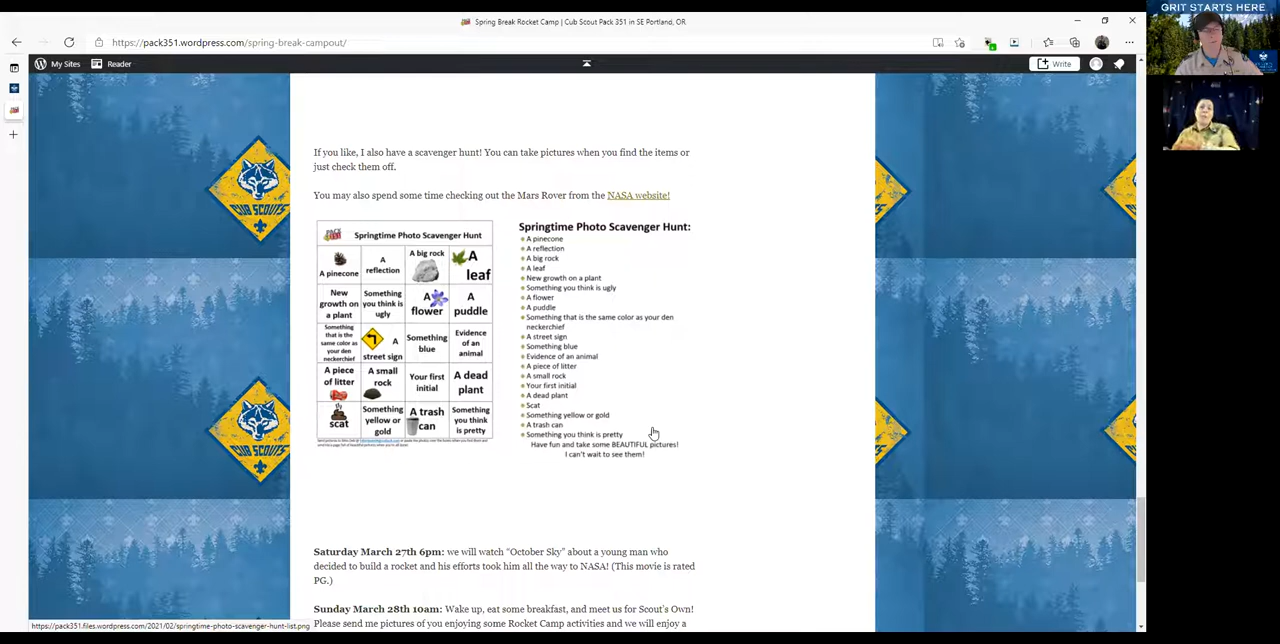 Spring Break Rocket Camp | Cub Scout Pack 351 in SE Portland, OR
GRIT STARTS HERE
https://pack351.wordpress.com/spring-break-campout/
My Sites
Reader
Write
If you like, I also have a scavenger hunt! You can take pictures when you find the items or
just check them off.
You may also spend some time checking out the Mars Rover from the NASA website!
Springtime Photo Scavenger Hunt
A pinecone
A reflection
A big rock
A leaf
New growth on a plant
Something you think is ugly
A flower
A puddle
Something that is the same color as your den neckerchief
A street sign
Something blue
Evidence of an animal
A piece of litter
A small rock
Your first initial
A dead plant
scat
Something yellow or gold
A trash can
Something you think is pretty
Springtime Photo Scavenger Hunt:
A pinecone
A reflection
A big rock
A leaf
New growth on a plant
Something you think is ugly
A flower
A puddle
Something that is the same color as your den
neckerchief
A street sign
Something blue
Evidence of an animal
A piece of litter
A small rock
Your first initial
A dead plant
Scat
Something yellow or gold
A trash can
Something you think is pretty
Have fun and take some BEAUTIFUL pictures!
I can't wait to see them!
CUB SCOUTS
CUB SCOUTS
Saturday March 27th 6pm: we will watch “October Sky” about a young man who
decided to build a rocket and his efforts took him all the way to NASA! (This movie is rated
PG.)
Sunday March 28th 10am: Wake up, eat some breakfast, and meet us for Scout's Own!
Please send me pictures of you enjoying some Rocket Camp activities and we will enjoy a
https://pack351.files.wordpress.com/2021/02/springtime-photo-scavenger-hunt-list.png